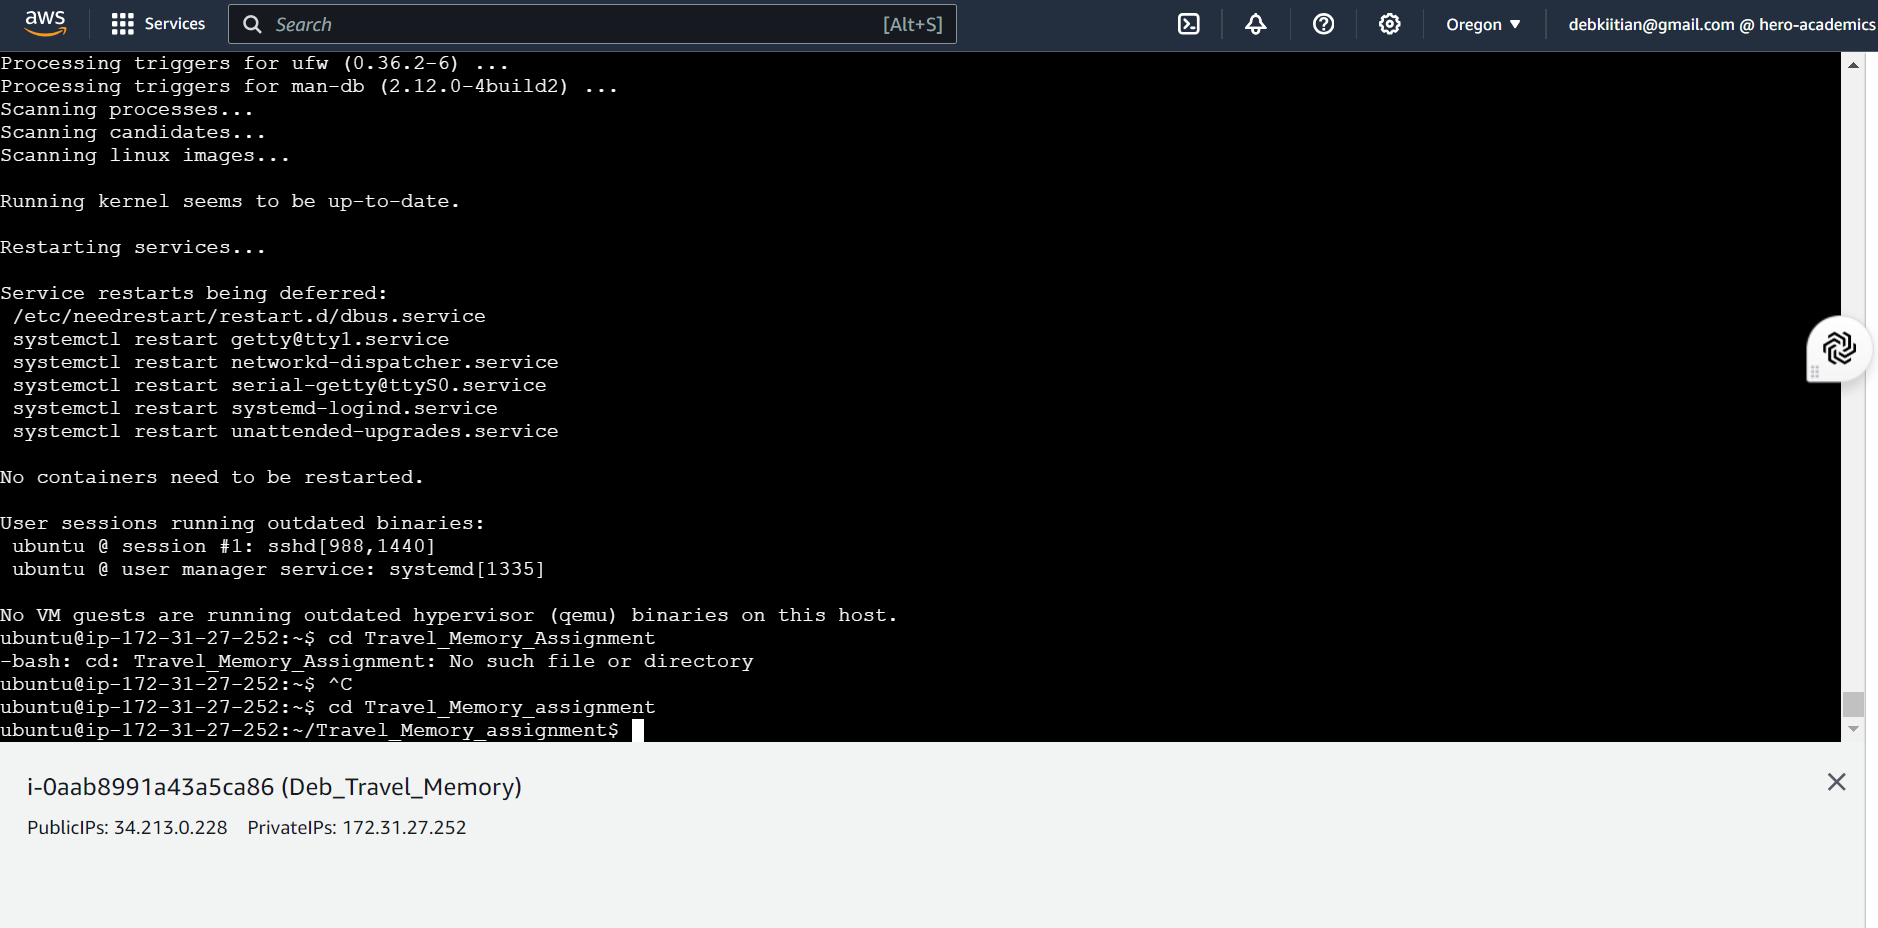 aws
Services
Search
[Alt+S]
Oregon
debkiitian@gmail.com @ hero-academics
Processing triggers for ufw (0.36.2-6) ...
Processing triggers for man-db (2.12.0-4build2) ...
Scanning processes...
Scanning candidates...
Scanning linux images...
Running kernel seems to be up-to-date.
Restarting services...
Service restarts being deferred:
/etc/needrestart/restart.d/dbus.service
systemctl restart getty@tty1.service
systemctl restart networkd-dispatcher.service
systemctl restart serial-getty@ttyS0.service
systemctl restart systemd-logind.service
systemctl restart unattended-upgrades.service
No containers need to be restarted.
User sessions running outdated binaries:
ubuntu @ session #1: sshd[988,1440]
ubuntu @ user manager service: systemd[1335]
No VM guests are running outdated hypervisor (qemu) binaries on this host.
ubuntu@ip-172-31-27-252:~$ cd Travel_Memory_Assignment
-bash: cd: Travel_Memory_Assignment: No such file or directory
ubuntu@ip-172-31-27-252:~$ ^C
ubuntu@ip-172-31-27-252:~$ cd Travel_Memory_assignment
ubuntu@ip-172-31-27-252:~/Travel_Memory_assignment$
i-0aab8991a43a5ca86 (Deb_Travel_Memory)
PublicIPs: 34.213.0.228 PrivateIPs: 172.31.27.252